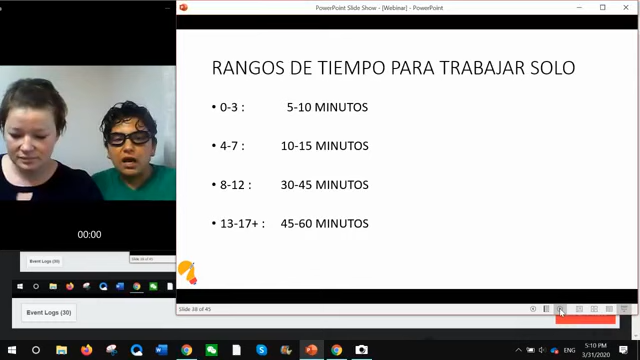 PowerPoint Slide Show - [Webinar] - PowerPoint
RANGOS DE TIEMPO PARA TRABAJAR SOLO
• 0-3 : 5-10 MINUTOS
• 4-7 : 10-15 MINUTOS
• 8-12 : 30-45 MINUTOS
• 13-17+ : 45-60 MINUTOS
00:00
Event Logs (30)
Event Logs (30)
Slide 28 of 45
ENG
5:10 PM
3/31/2020